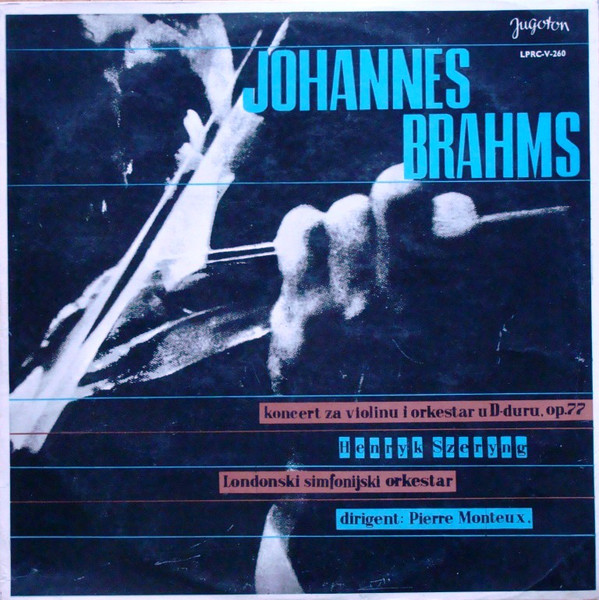 Jugoton
LPRC-V-260
JOHANNES
BRAHMS
koncert za violinu i orkestar u D-duru, op.77
Henryk Szeryng
Londonski simfonijski orkestar
dirigent: Pierre Monteux.